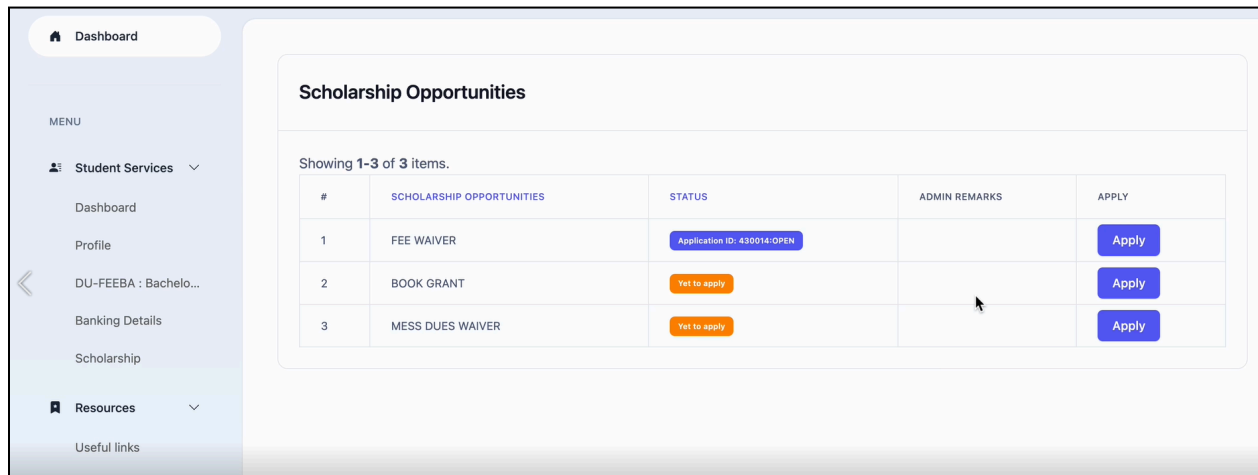 Dashboard
MENU
Student Services
Dashboard
Profile
DU-FEEBA : Bachelo...
Banking Details
Scholarship
Resources
Useful links
Scholarship Opportunities
Showing 1-3 of 3 items.
# SCHOLARSHIP OPPORTUNITIES STATUS ADMIN REMARKS APPLY
1 FEE WAIVER Application ID: 430014:OPEN Apply
2 BOOK GRANT Yet to apply Apply
3 MESS DUES WAIVER Yet to apply Apply